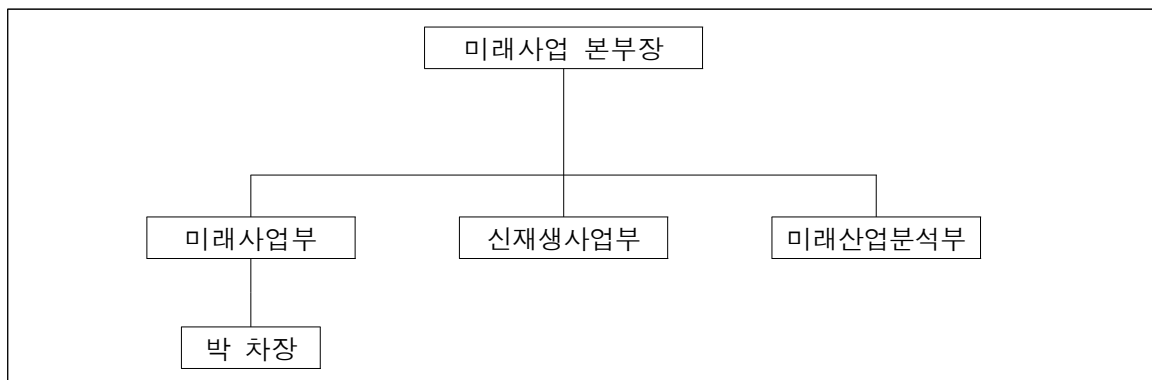 미래사업 본부장
미래사업부
신재생사업부
미래산업분석부
박 차장